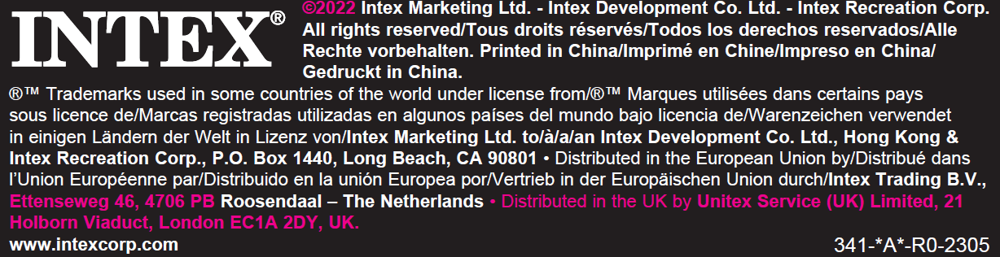 INTEX®
©2022 Intex Marketing Ltd. - Intex Development Co. Ltd. - Intex Recreation Corp.
All rights reserved/Tous droits réservés/Todos los derechos reservados/Alle
Rechte vorbehalten. Printed in China/Imprimé en Chine/Impreso en China/
Gedruckt in China.
®™ Trademarks used in some countries of the world under license from/®™ Marques utilisées dans certains pays
sous licence de/Marcas registradas utilizadas en algunos países del mundo bajo licencia de/Warenzeichen verwendet
in einigen Ländern der Welt in Lizenz von/Intex Marketing Ltd. to/à/a/an Intex Development Co. Ltd., Hong Kong &
Intex Recreation Corp., P.O. Box 1440, Long Beach, CA 90801 • Distributed in the European Union by/Distribué dans
l'Union Européenne par/Distribuido en la unión Europea por/Vertrieb in der Europäischen Union durch/Intex Trading B.V.,
Ettenseweg 46, 4706 PB Roosendaal – The Netherlands • Distributed in the UK by Unitex Service (UK) Limited, 21
Holborn Viaduct, London EC1A 2DY, UK.
www.intexcorp.com
341-*A*-R0-2305